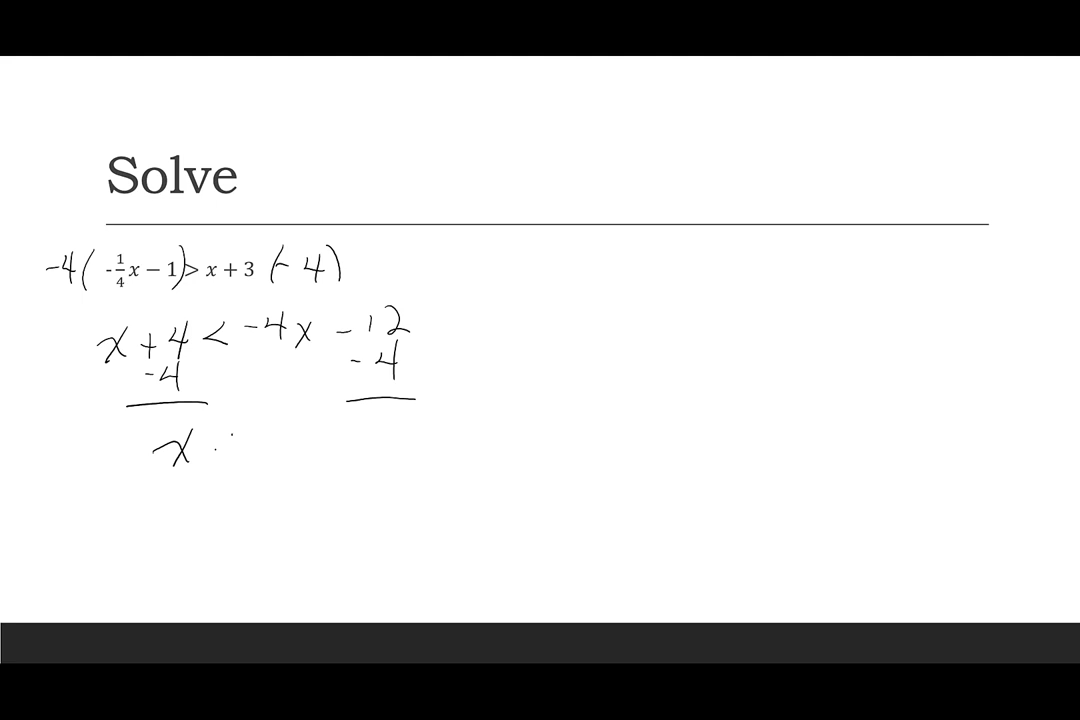 Solve
-4( -1/4x − 1)> x + 3 (-4)
x + 4 < -4x - 12
-4 - 4
x